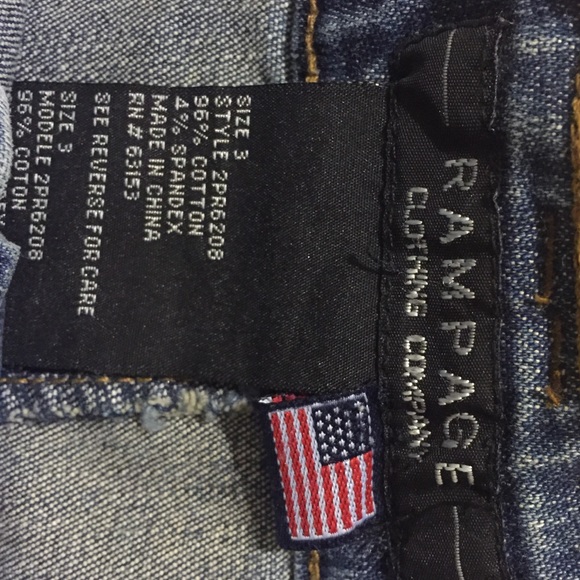 RAMPAGE
CLOTHING COMPANY
SIZE 3
STYLE 2PR6208
96% COTTON
4% SPANDEX
MADE IN CHINA
RN# 63153
SEE REVERSE FOR CARE
SIZE 3
MODELE 2PR6208
96% COTON